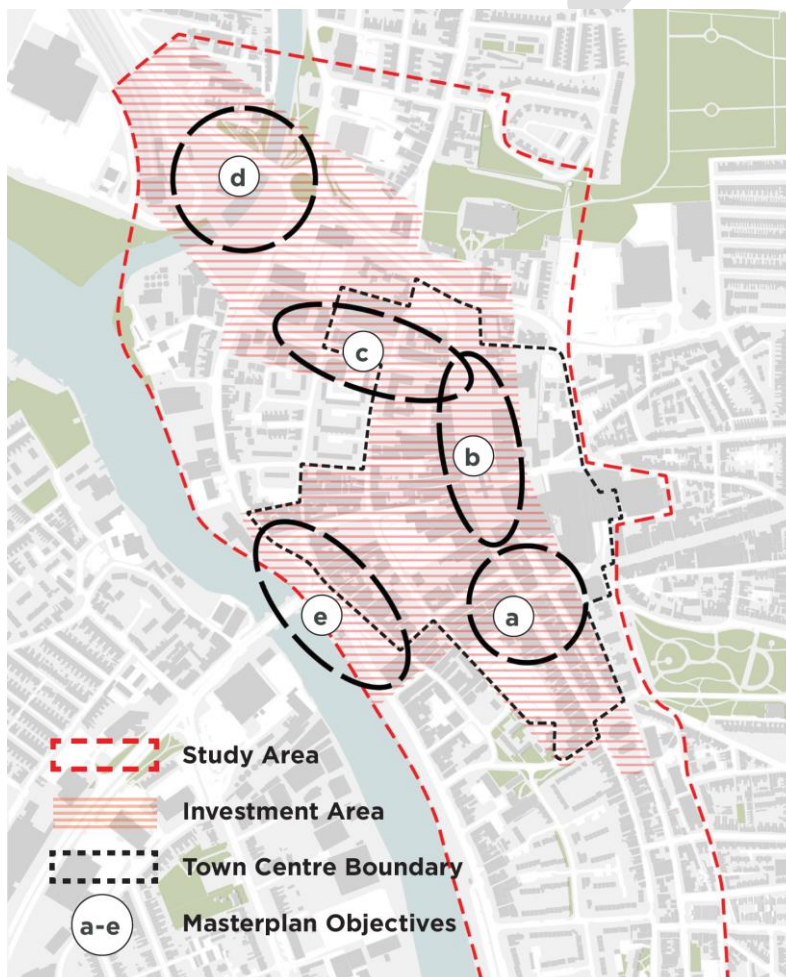 d
c
b
a
e
Study Area
Investment Area
Town Centre Boundary
a-e Masterplan Objectives